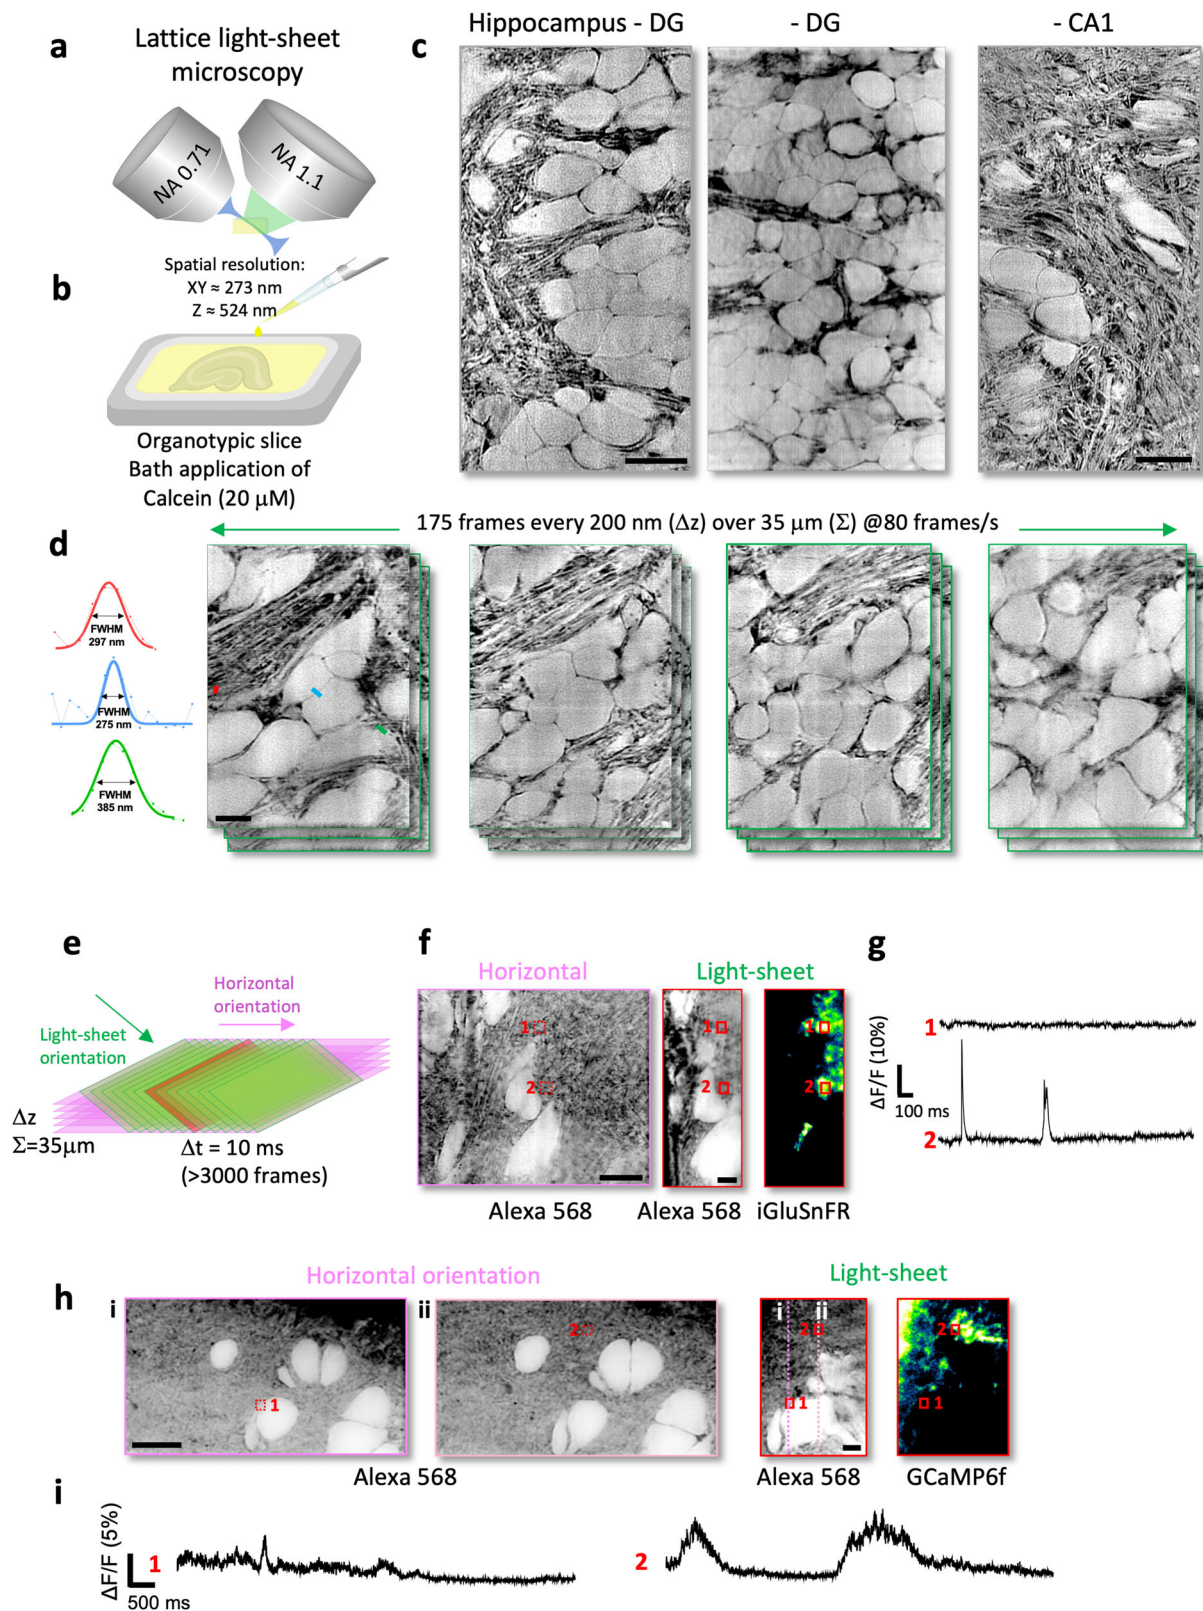 a
Lattice light-sheet
microscopy
NA 0.71
NA 1.1
Spatial resolution:
XY ≈ 273 nm
Z ≈ 524 nm
b
Organotypic slice
Bath application of
Calcein (20 μM)
c
Hippocampus - DG
- DG
- CA1
d
175 frames every 200 nm (Δz) over 35 μm (Σ) @80 frames/s
FWHM
297 nm
FWHM
275 nm
FWHM
385 nm
e
Horizontal
orientation
Light-sheet
orientation
Δz
Σ=35μm
Δt = 10 ms
(>3000 frames)
f
Horizontal
Light-sheet
1
2
1
2
1
2
Alexa 568
Alexa 568
iGluSnFR
g
ΔF/F (10%)
100 ms
1
2
h
Horizontal orientation
Light-sheet
i
1
ii
2
i
ii
2
1
2
1
Alexa 568
Alexa 568
GCaMP6f
i
ΔF/F (5%)
500 ms
1
2